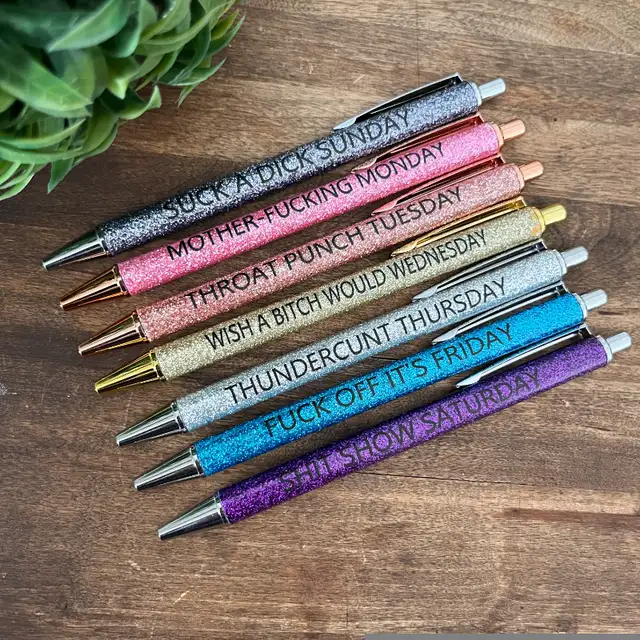 SUCK A DICK SUNDAY
MOTHER-FUCKING MONDAY
THROAT PUNCH TUESDAY
WISH A BITCH WOULD WEDNESDAY
THUNDERCUNT THURSDAY
FUCK OFF IT'S FRIDAY
SHIT SHOW SATURDAY